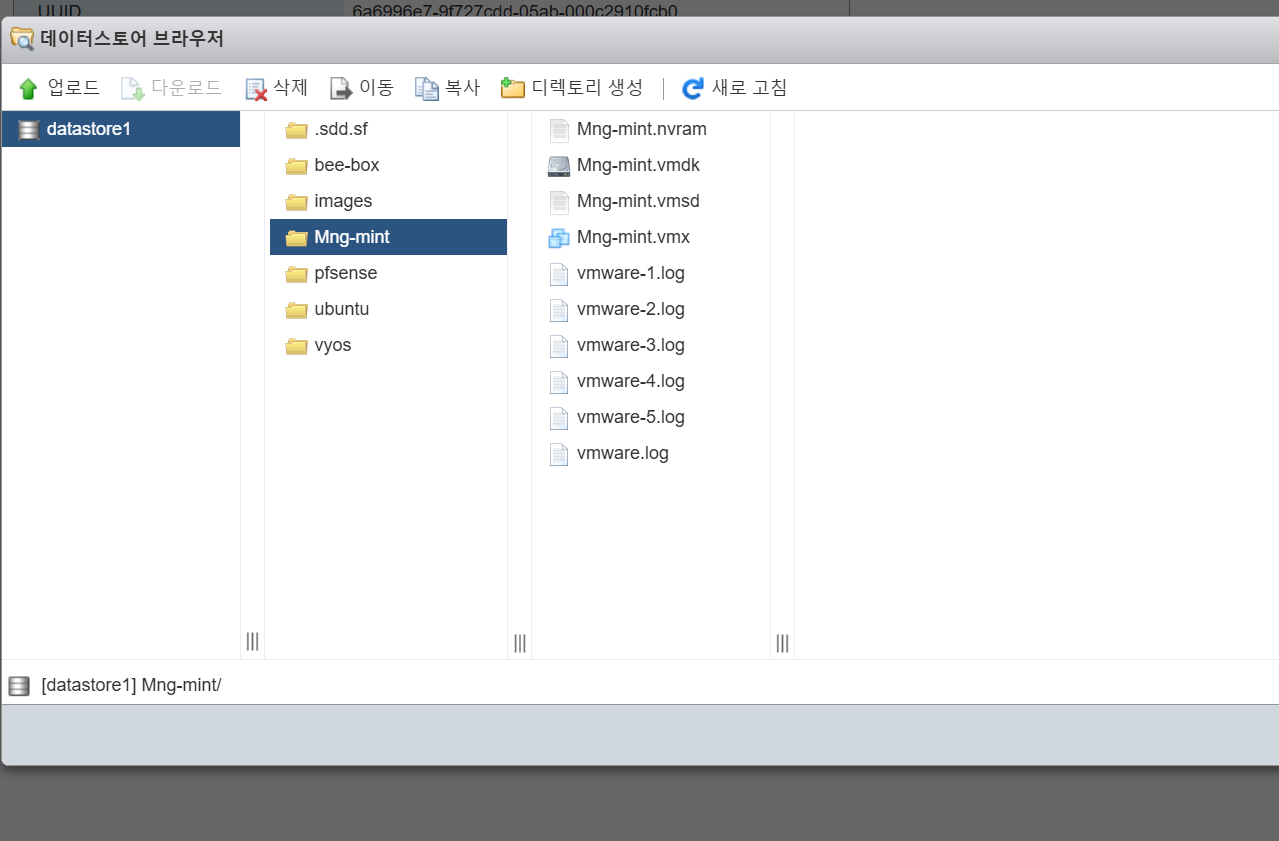 UUID 6a6996e7-9f727cdd-05ab-000c2910fcb0
데이터스토어 브라우저
업로드 다운로드 삭제 이동 복사 디렉토리 생성 새로 고침
datastore1
.sdd.sf
bee-box
images
Mng-mint
pfsense
ubuntu
vyos
Mng-mint.nvram
Mng-mint.vmdk
Mng-mint.vmsd
Mng-mint.vmx
vmware-1.log
vmware-2.log
vmware-3.log
vmware-4.log
vmware-5.log
vmware.log
[datastore1] Mng-mint/